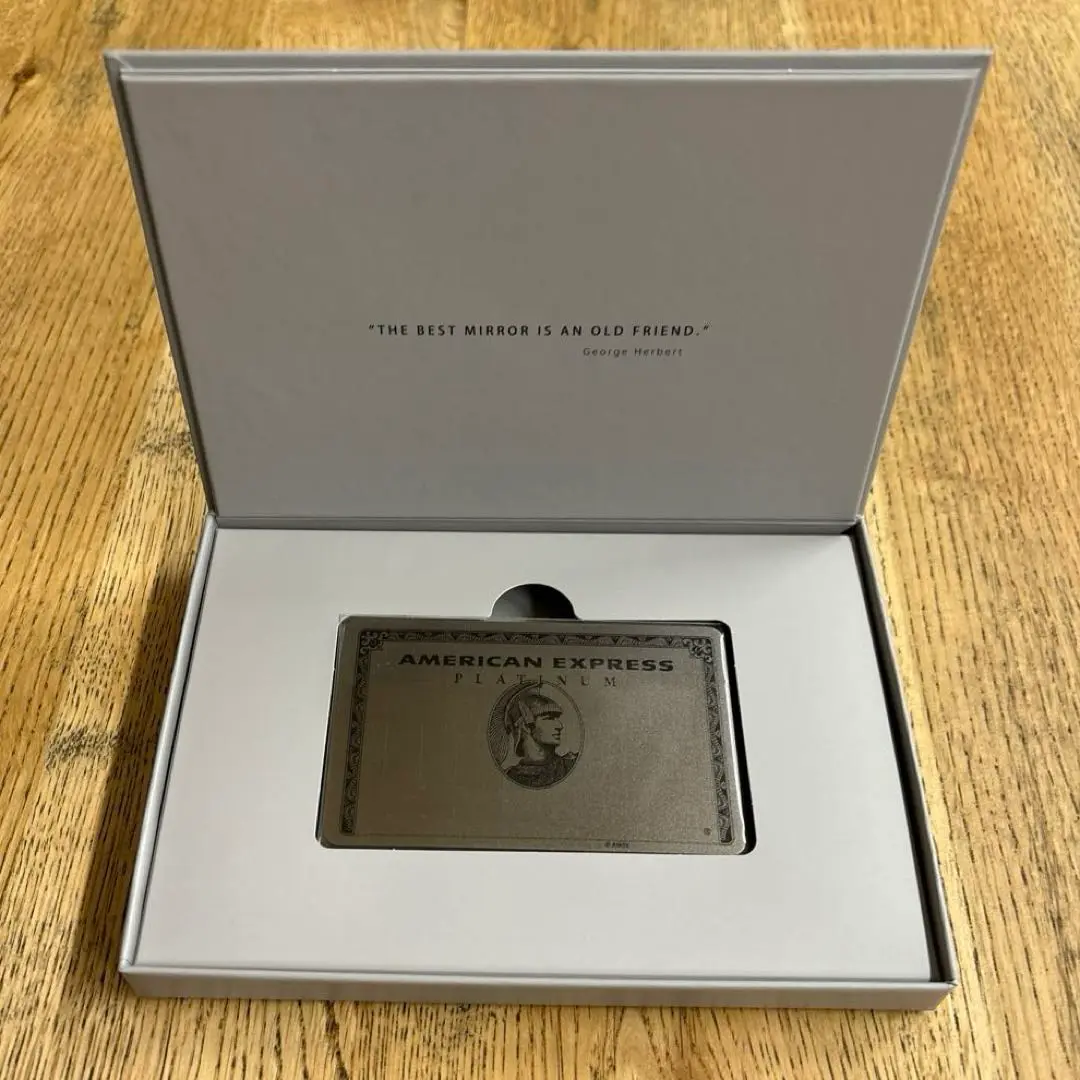 "THE BEST MIRROR IS AN OLD FRIEND."
George Herbert
AMERICAN EXPRESS
PLATINUM